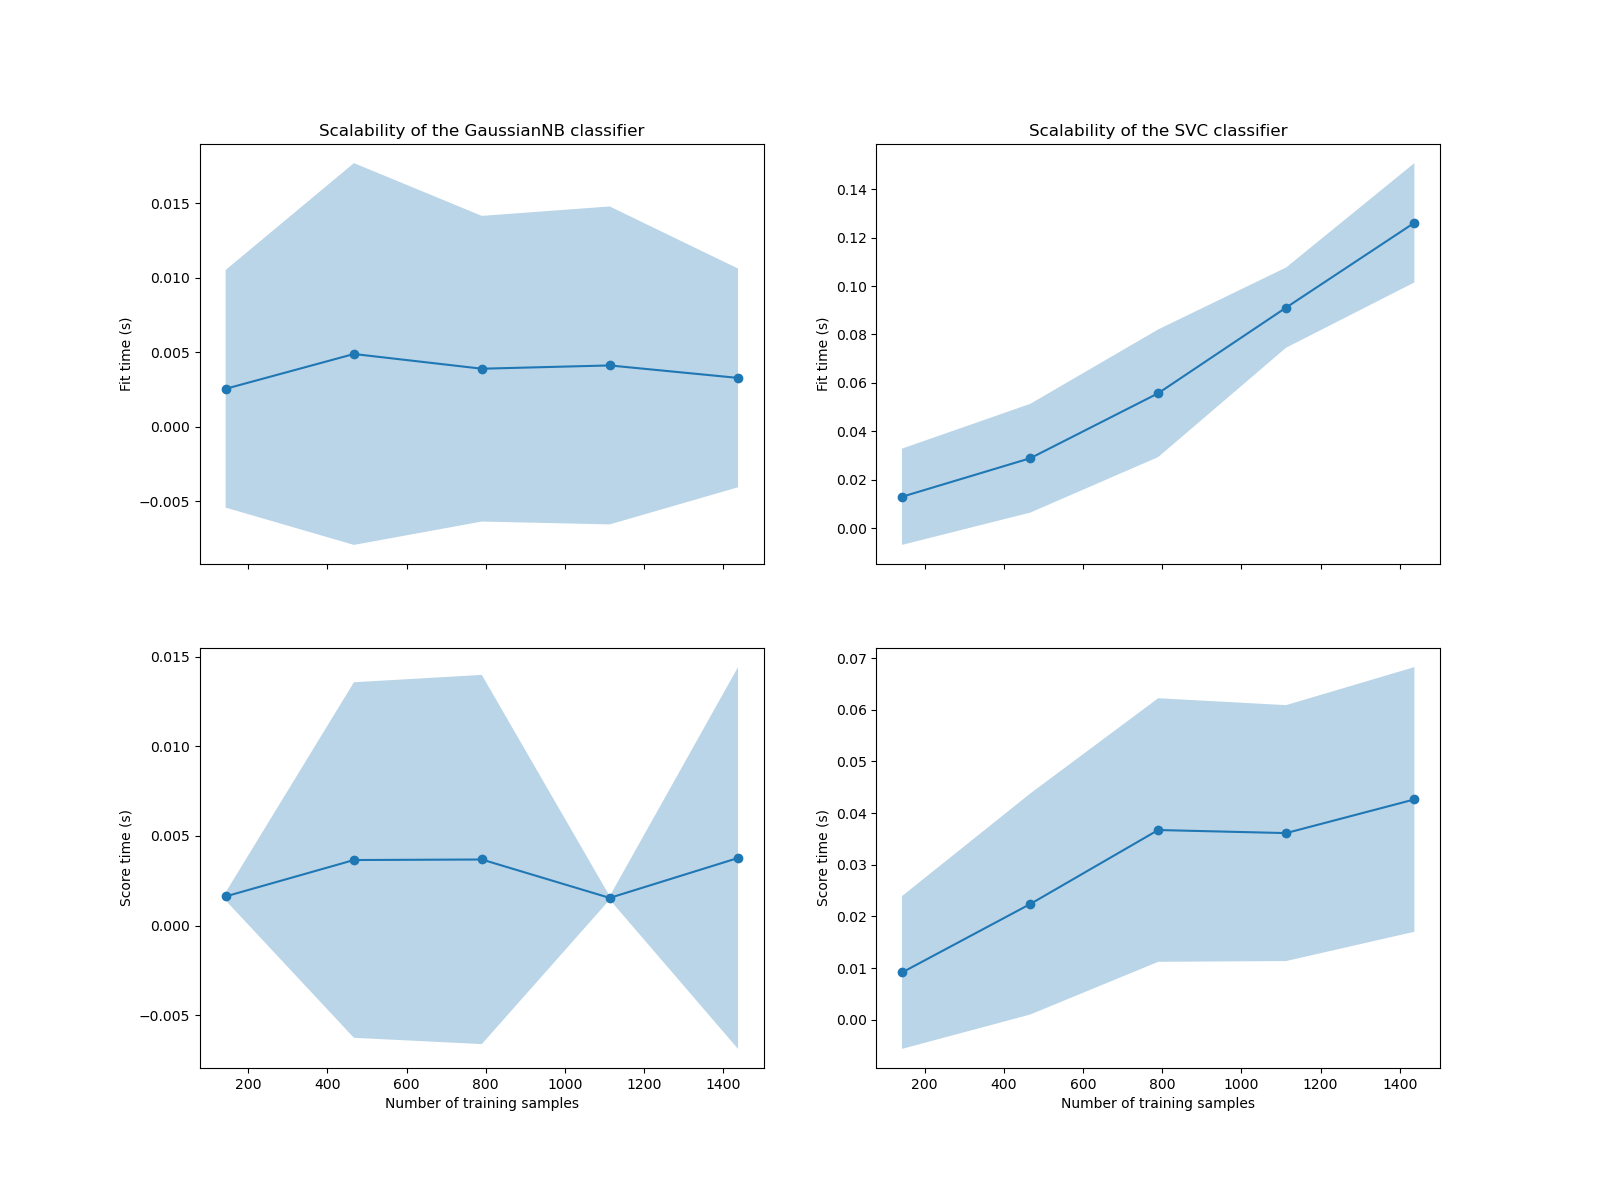 Scalability of the GaussianNB classifier
0.015
0.010
0.005
0.000
−0.005
Fit time (s)
Scalability of the SVC classifier
0.14
0.12
0.10
0.08
0.06
0.04
0.02
0.00
Fit time (s)
0.015
0.010
0.005
0.000
−0.005
Score time (s)
200 400 600 800 1000 1200 1400
Number of training samples
0.07
0.06
0.05
0.04
0.03
0.02
0.01
0.00
Score time (s)
200 400 600 800 1000 1200 1400
Number of training samples